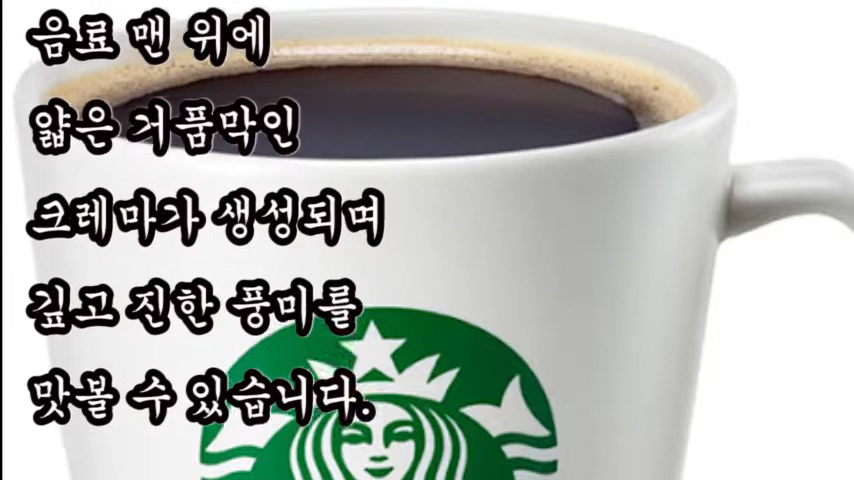 음료 맨 위에
얇은 거품막인
크레마가 생성되며
깊고 진한 풍미를
맛볼 수 있습니다.